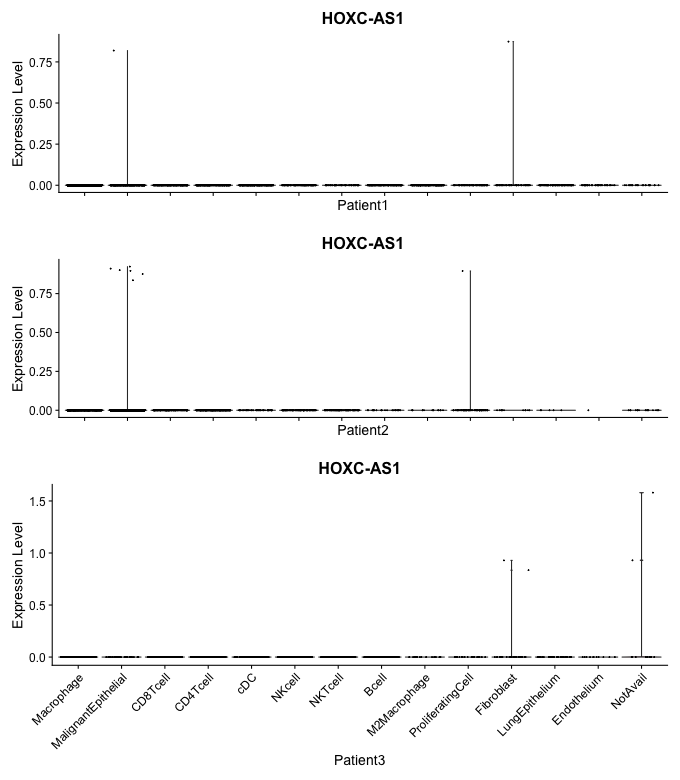 HOXC-AS1
Expression Level
0.75
0.50
0.25
0.00
Patient1
HOXC-AS1
Expression Level
0.75
0.50
0.25
0.00
Patient2
HOXC-AS1
Expression Level
1.5
1.0
0.5
0.0
Macrophage
MalignantEpithelial
CD8Tcell
CD4Tcell
cDC
NKcell
NKTcell
Bcell
M2Macrophage
ProliferatingCell
Fibroblast
LungEpithelium
Endothelium
NotAvail
Patient3